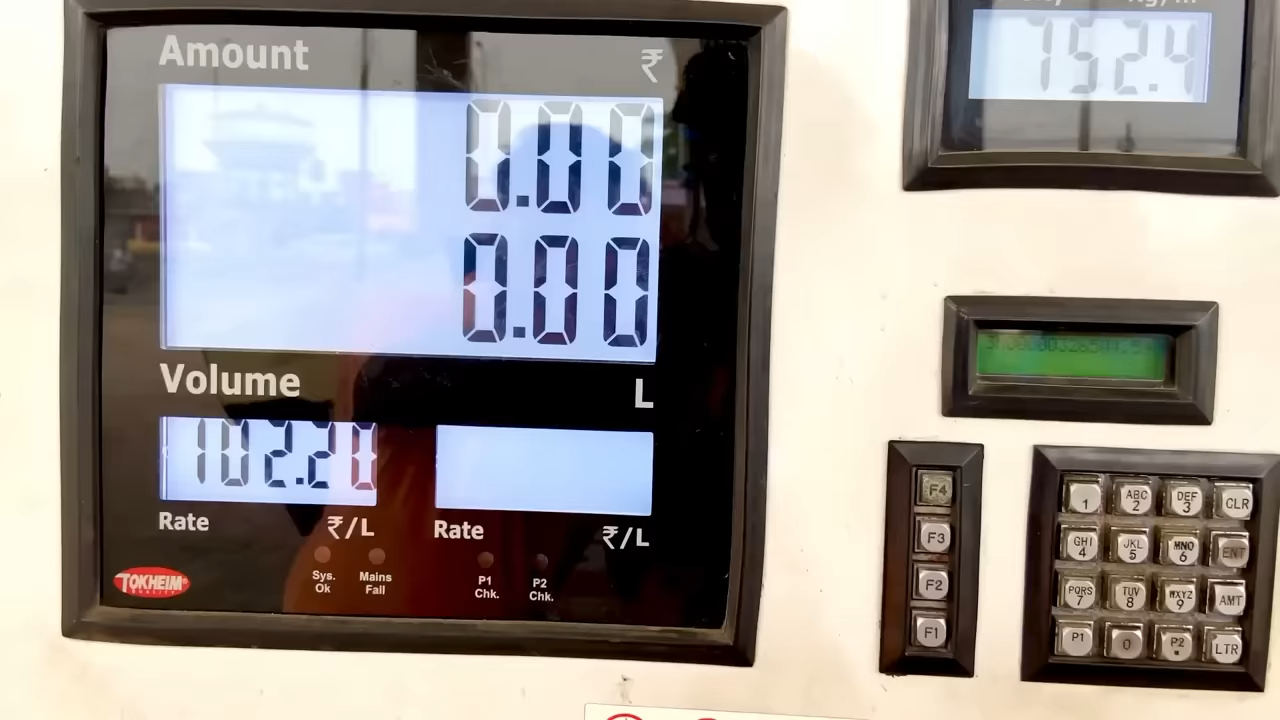 Amount ₹
0.00
0.00
Volume L
102.20
Rate ₹/L
Rate ₹/L
Sys. Ok
Mains Fail
P1 Chk.
P2 Chk.
TOKHEIM
QUALITY
752.4
F4
F3
F2
F1
1 ABC 2 DEF 3 CLR
GHI 4 JKL 5 MNO 6 ENT
PQRS 7 TUV 8 WXYZ 9 AMT
P1 0 P2 LTR